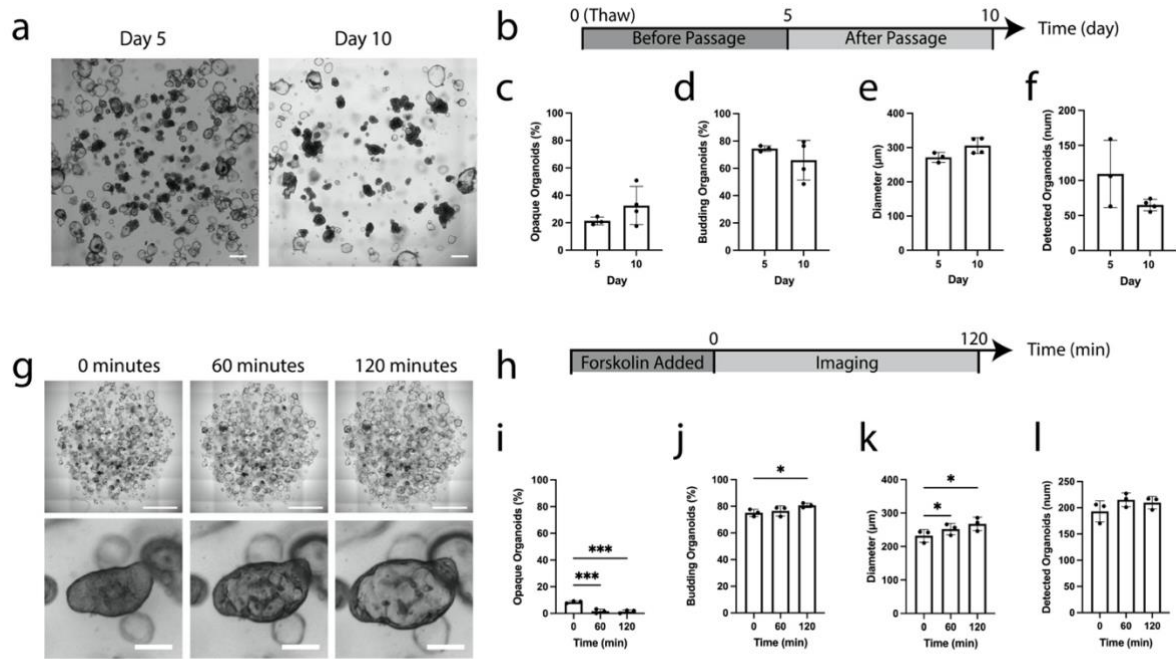 a
Day 5
Day 10
b
0 (Thaw)
5
10
Time (day)
Before Passage
After Passage
c
Opaque Organoids (%)
100
80
60
40
20
0
5
10
Day
d
Budding Organoids (%)
100
80
60
40
20
0
5
10
Day
e
Diameter (µm)
400
300
200
100
0
5
10
Day
f
Detected Organoids (num)
200
150
100
50
0
5
10
Day
g
0 minutes
60 minutes
120 minutes
h
0
120
Time (min)
Forskolin Added
Imaging
i
Opaque Organoids (%)
100
80
60
40
20
0
***
***
0
60
120
Time (min)
j
Budding Organoids (%)
100
80
60
40
20
0
*
0
60
120
Time (min)
k
Diameter (µm)
400
300
200
100
0
*
*
0
60
120
Time (min)
l
Detected Organoids (num)
250
200
150
100
50
0
0
60
120
Time (min)